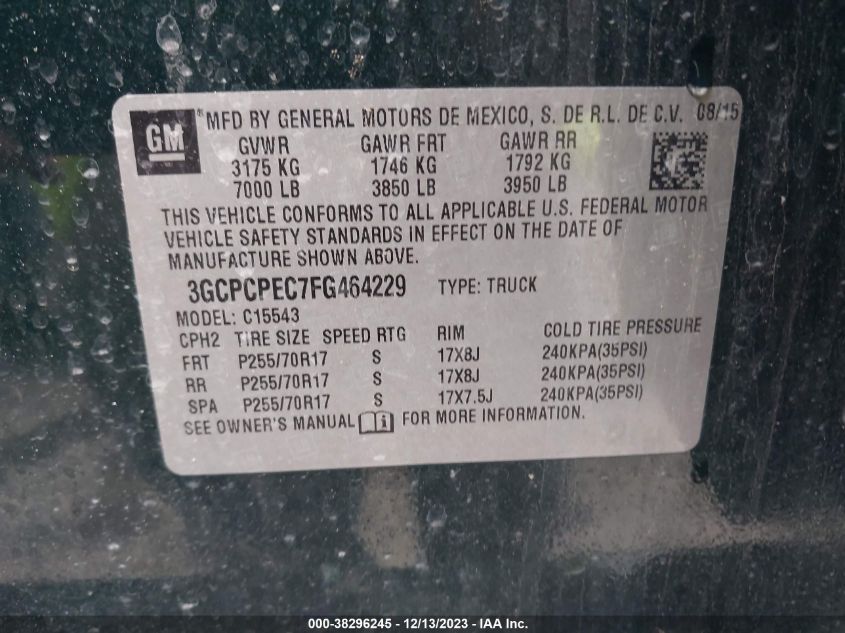 GM ® MFD BY GENERAL MOTORS DE MEXICO, S. DE R.L. DE C.V. 08/15
GVWR GAWR FRT GAWR RR
3175 KG 1746 KG 1792 KG
7000 LB 3850 LB 3950 LB
THIS VEHICLE CONFORMS TO ALL APPLICABLE U.S. FEDERAL MOTOR
VEHICLE SAFETY STANDARDS IN EFFECT ON THE DATE OF
MANUFACTURE SHOWN ABOVE.
3GCPCPEC7FG464229 TYPE: TRUCK
MODEL: C15543
CPH2 TIRE SIZE SPEED RTG RIM COLD TIRE PRESSURE
FRT P255/70R17 S 17X8J 240KPA(35PSI)
RR P255/70R17 S 17X8J 240KPA(35PSI)
SPA P255/70R17 S 17X7.5J 240KPA(35PSI)
SEE OWNER'S MANUAL i FOR MORE INFORMATION.
000-38296245 - 12/13/2023 - IAA Inc.